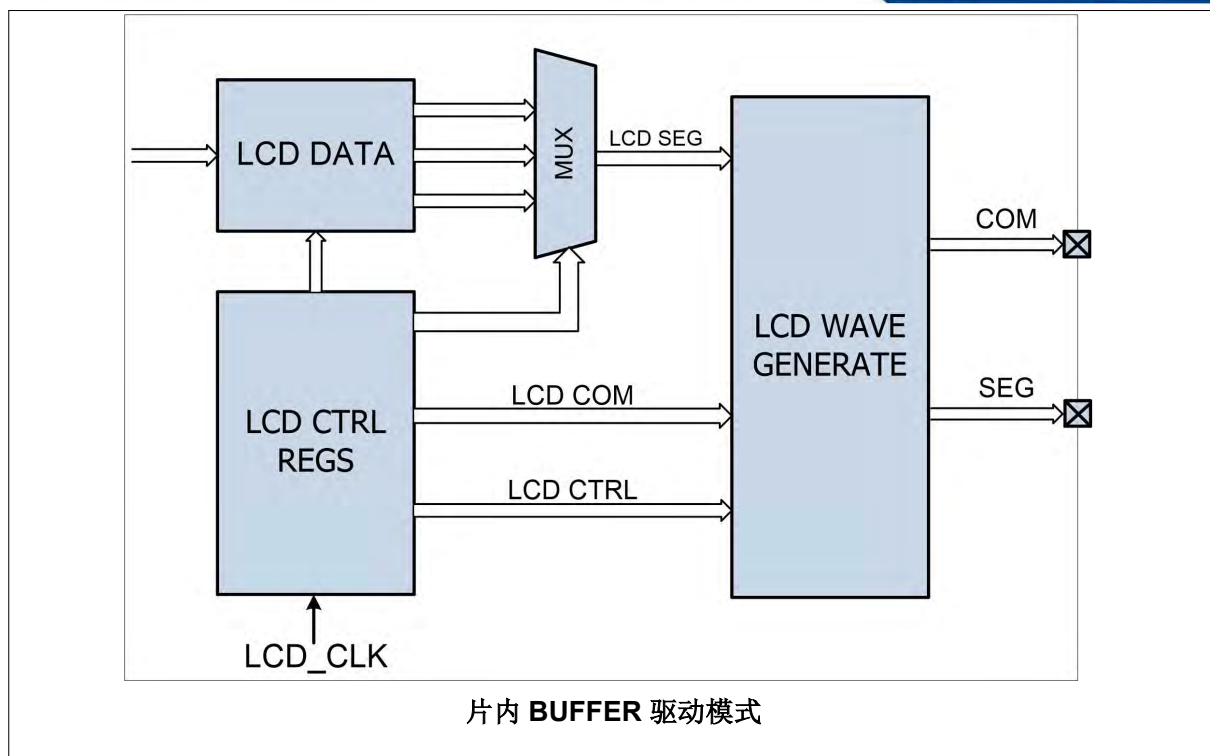 LCD DATA
MUX
LCD SEG
COM
LCD WAVE
GENERATE
LCD COM
SEG
LCD CTRL
REGS
LCD CTRL
LCD_CLK
片内 BUFFER 驱动模式